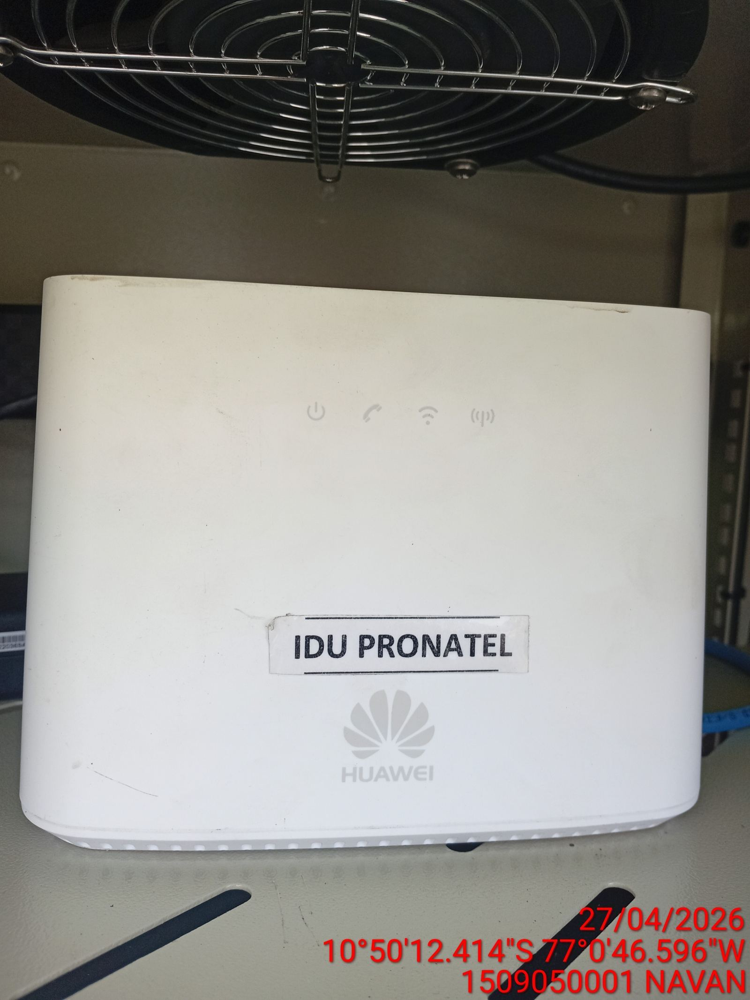 IDU PRONATEL
HUAWEI
27/04/2026
10°50'12.414"S 77°0'46.596"W
1509050001 NAVAN